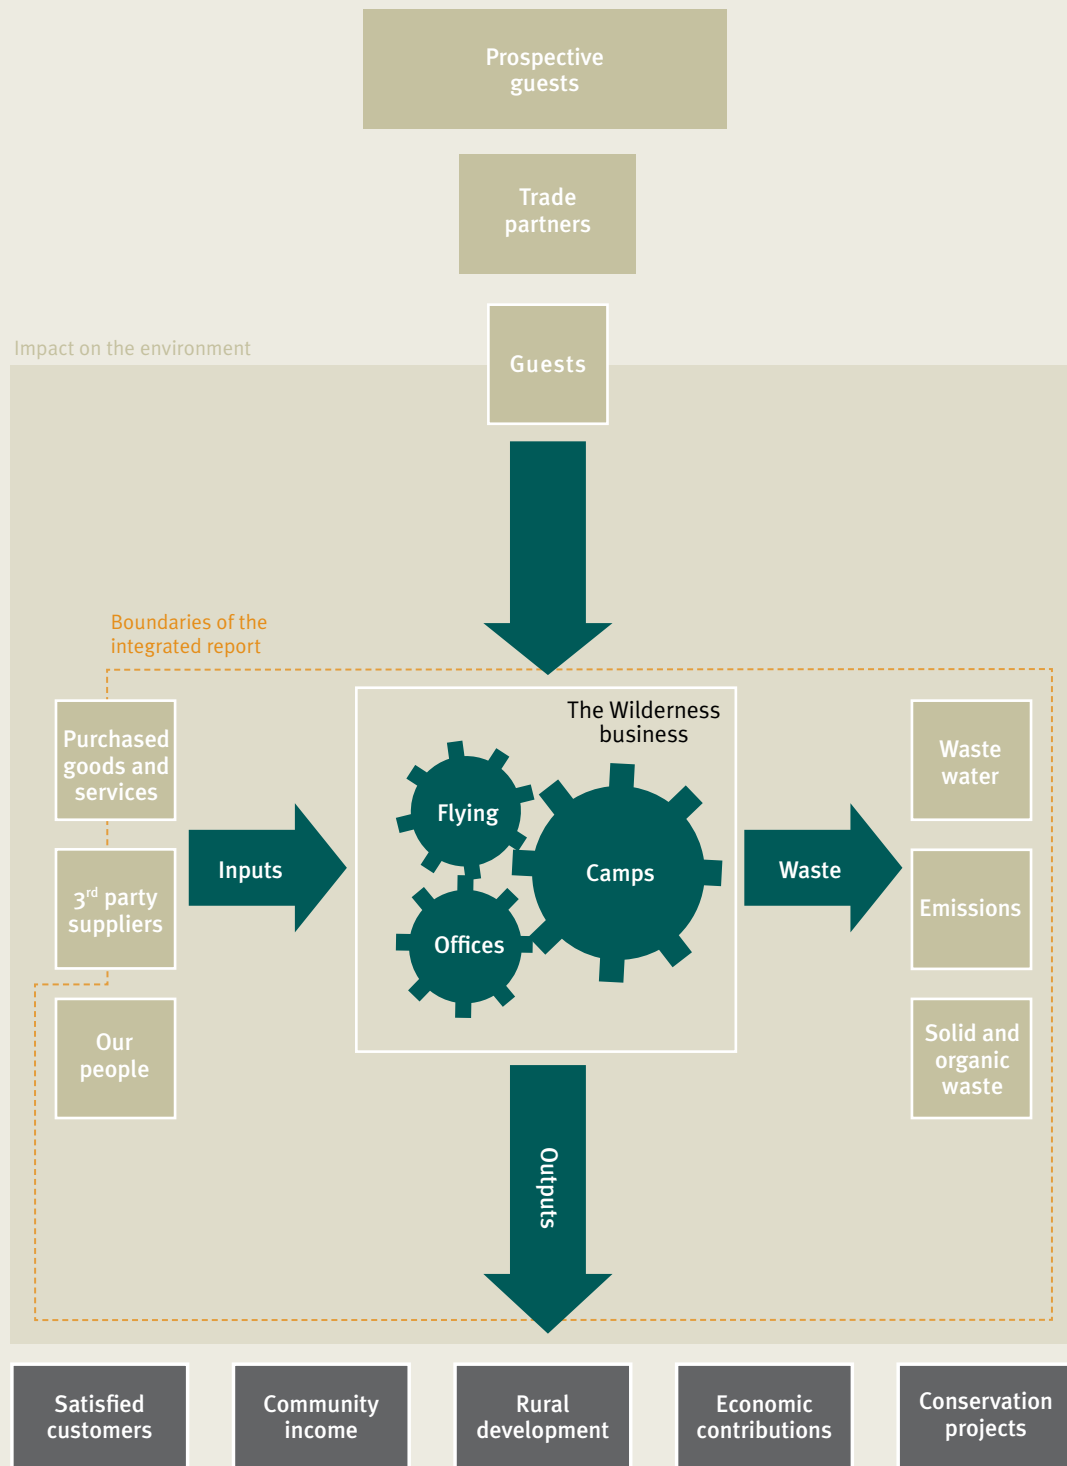 Prospective
guests
Trade
partners
Guests
Impact on the environment
Boundaries of the
integrated report
Purchased
goods and
services
3rd party
suppliers
Our
people
Inputs
The Wilderness
business
Flying
Camps
Offices
Waste
Waste
water
Emissions
Solid and
organic
waste
Outputs
Satisfied
customers
Community
income
Rural
development
Economic
contributions
Conservation
projects